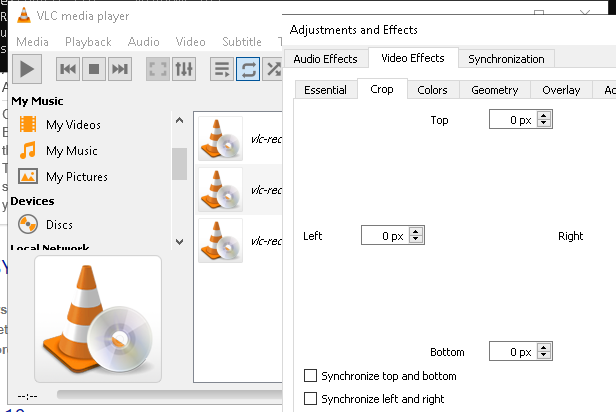 VLC media player
Media Playback Audio Video Subtitle T
My Music
My Videos
My Music
My Pictures
Devices
Discs
Local Network
vlc-rec
vlc-rec
vlc-rec
--:--
Adjustments and Effects
Audio Effects Video Effects Synchronization
Essential Crop Colors Geometry Overlay Ac
Top 0 px
Left 0 px Right
Bottom 0 px
Synchronize top and bottom
Synchronize left and right